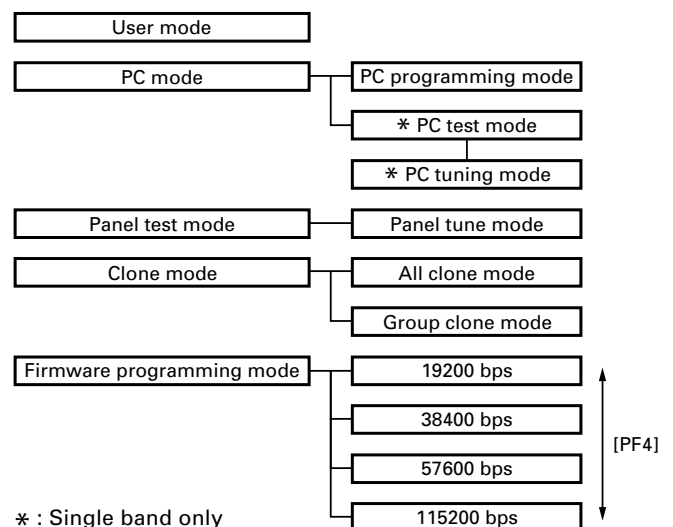 User mode
PC mode
PC programming mode
* PC test mode
* PC tuning mode
Panel test mode
Panel tune mode
Clone mode
All clone mode
Group clone mode
Firmware programming mode
19200 bps
38400 bps
57600 bps
115200 bps
[PF4]
* : Single band only